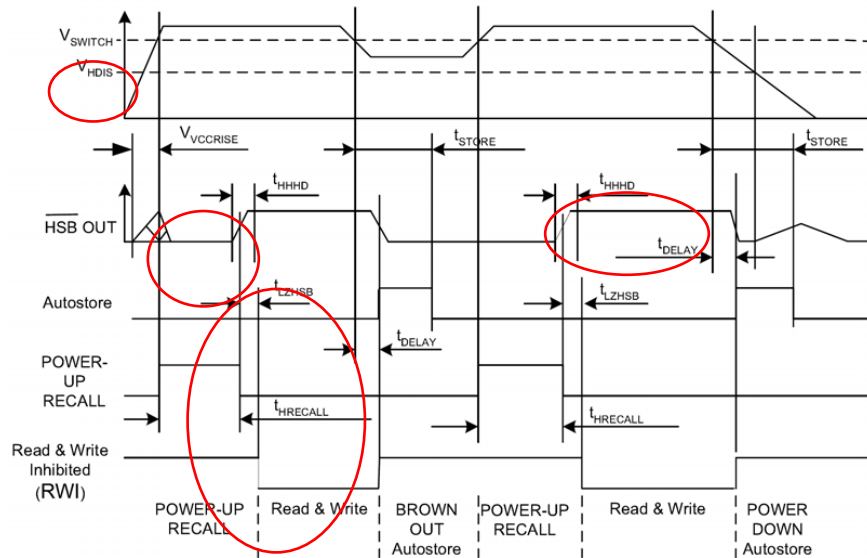 VSWITCH
VHDIS
VVCCRISE
tSTORE
tSTORE
tHHHD
tHHHD
HSB OUT
tDELAY
tLZHSB
tLZHSB
Autostore
tDELAY
POWER-
UP
RECALL
tHRECALL
tHRECALL
Read & Write
Inhibited
(RWI)
POWER-UP
RECALL
Read & Write
BROWN
OUT
Autostore
POWER-UP
RECALL
Read & Write
POWER
DOWN
Autostore